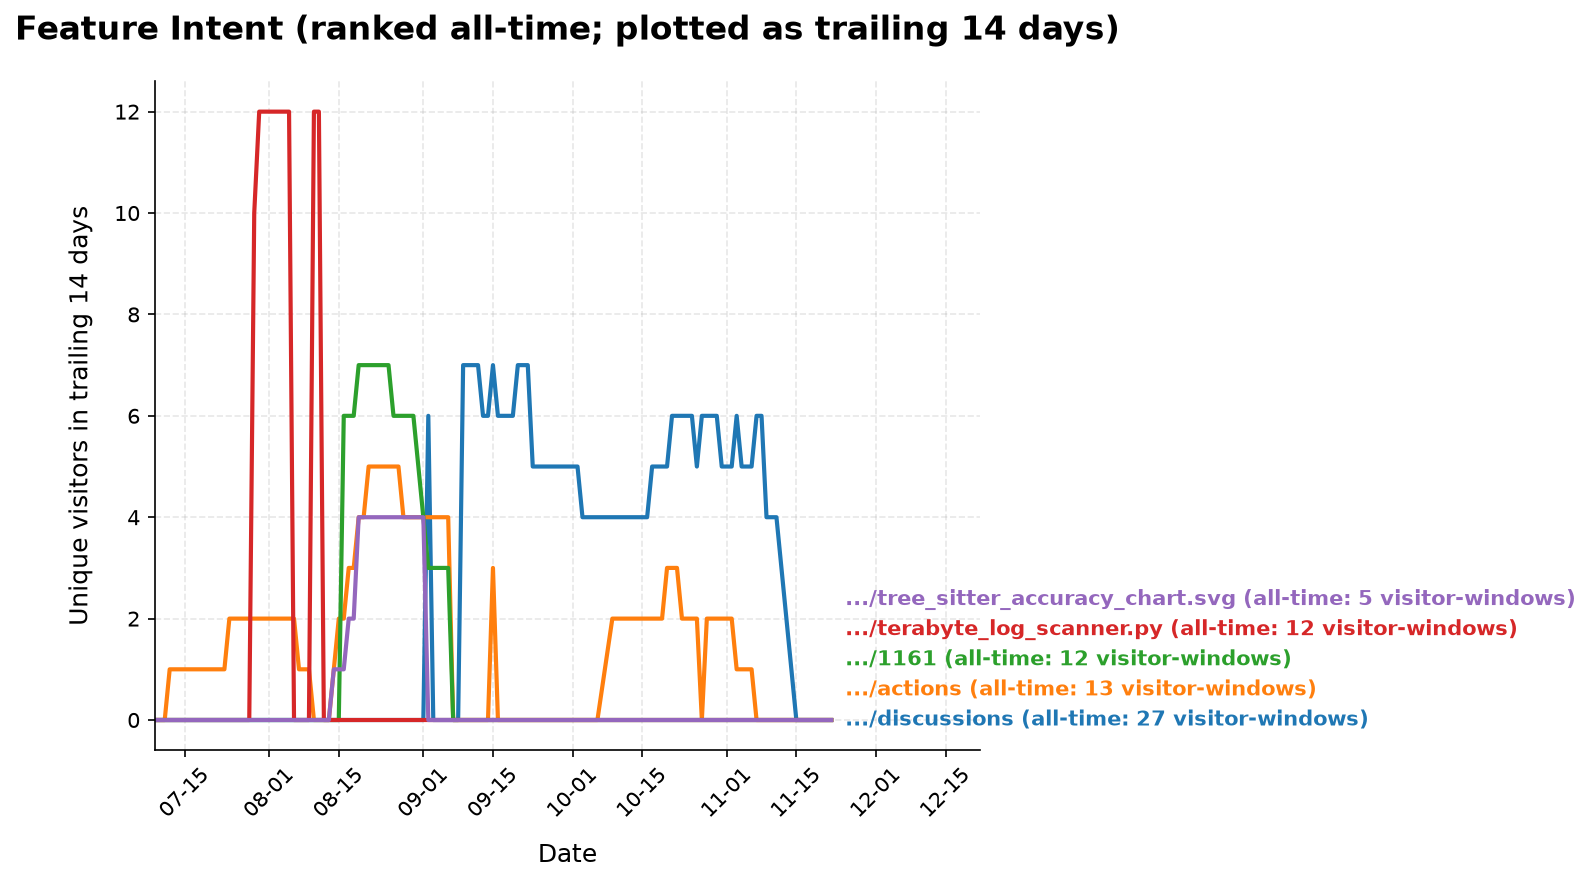 Feature Intent (ranked all-time; plotted as trailing 14 days)
Unique visitors in trailing 14 days
12
10
8
6
4
2
0
.../tree_sitter_accuracy_chart.svg (all-time: 5 visitor-windows)
.../terabyte_log_scanner.py (all-time: 12 visitor-windows)
.../1161 (all-time: 12 visitor-windows)
.../actions (all-time: 13 visitor-windows)
.../discussions (all-time: 27 visitor-windows)
07-15
08-01
08-15
09-01
09-15
10-01
10-15
11-01
11-15
12-01
12-15
Date